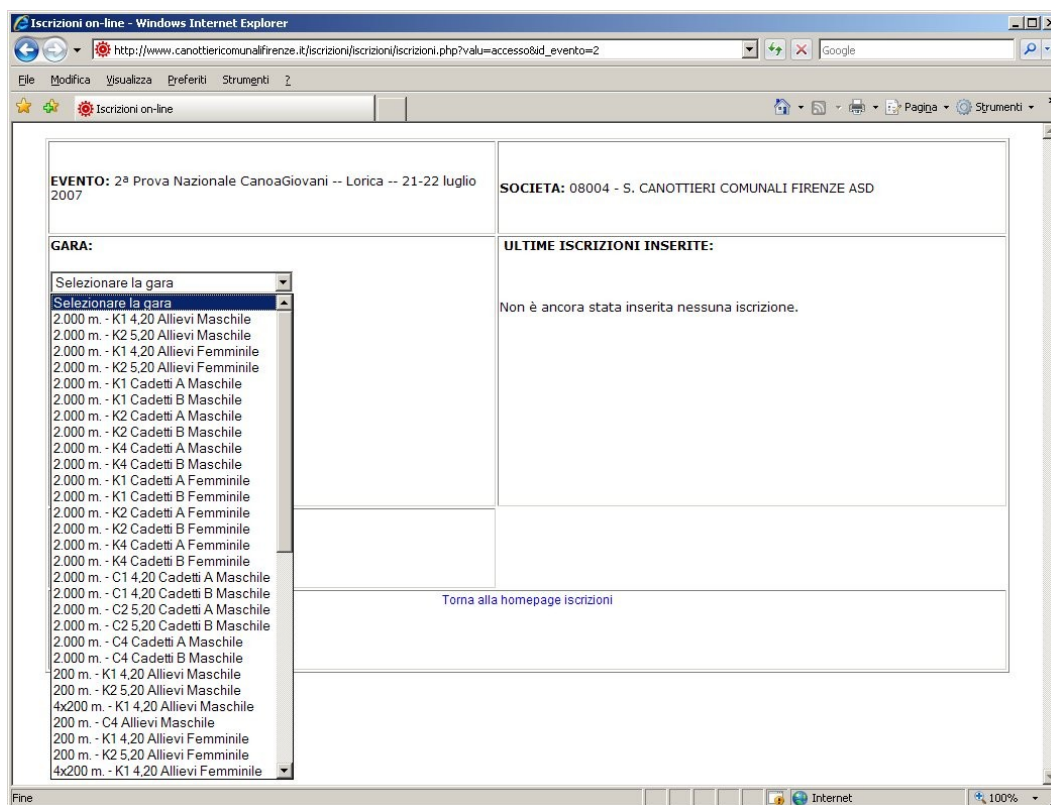 Iscrizioni on-line - Windows Internet Explorer
http://www.canottiericomunalifirenze.it/iscrizioni/iscrizioni/iscrizioni.php?valu=accesso&id_evento=2
Google
File Modifica Visualizza Preferiti Strumenti ?
Iscrizioni on-line
Pagina
Strumenti
EVENTO: 2ª Prova Nazionale CanoaGiovani -- Lorica -- 21-22 luglio
2007
SOCIETA: 08004 - S. CANOTTIERI COMUNALI FIRENZE ASD
GARA:
ULTIME ISCRIZIONI INSERITE:
Selezionare la gara
Non è ancora stata inserita nessuna iscrizione.
Selezionare la gara
2.000 m. - K1 4,20 Allievi Maschile
2.000 m. - K2 5,20 Allievi Maschile
2.000 m. - K1 4,20 Allievi Femminile
2.000 m. - K2 5,20 Allievi Femminile
2.000 m. - K1 Cadetti A Maschile
2.000 m. - K1 Cadetti B Maschile
2.000 m. - K2 Cadetti A Maschile
2.000 m. - K2 Cadetti B Maschile
2.000 m. - K4 Cadetti A Maschile
2.000 m. - K4 Cadetti B Maschile
2.000 m. - K1 Cadetti A Femminile
2.000 m. - K1 Cadetti B Femminile
2.000 m. - K2 Cadetti A Femminile
2.000 m. - K2 Cadetti B Femminile
2.000 m. - K4 Cadetti A Femminile
2.000 m. - K4 Cadetti B Femminile
2.000 m. - C1 4,20 Cadetti A Maschile
2.000 m. - C1 4,20 Cadetti B Maschile
2.000 m. - C2 5,20 Cadetti A Maschile
2.000 m. - C2 5,20 Cadetti B Maschile
2.000 m. - C4 Cadetti A Maschile
2.000 m. - C4 Cadetti B Maschile
200 m. - K1 4,20 Allievi Maschile
200 m. - K2 5,20 Allievi Maschile
4x200 m. - K1 4,20 Allievi Maschile
200 m. - C4 Allievi Maschile
200 m. - K1 4,20 Allievi Femminile
200 m. - K2 5,20 Allievi Femminile
4x200 m. - K1 4,20 Allievi Femminile
Torna alla homepage iscrizioni
Fine
Internet
100%